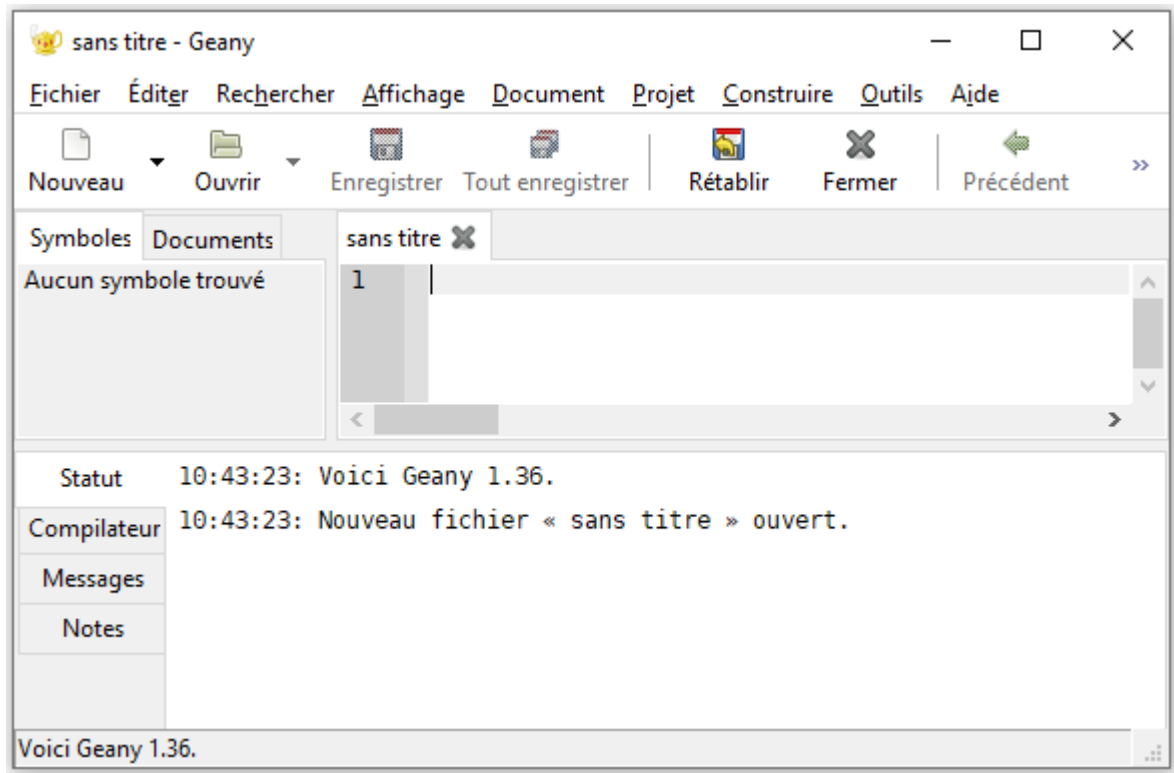 sans titre - Geany
Fichier Éditer Rechercher Affichage Document Projet Construire Outils Aide
Nouveau Ouvrir Enregistrer Tout enregistrer Rétablir Fermer Précédent »
Symboles Documents sans titre
Aucun symbole trouvé 1
Statut 10:43:23: Voici Geany 1.36.
Compilateur 10:43:23: Nouveau fichier « sans titre » ouvert.
Messages
Notes
Voici Geany 1.36.